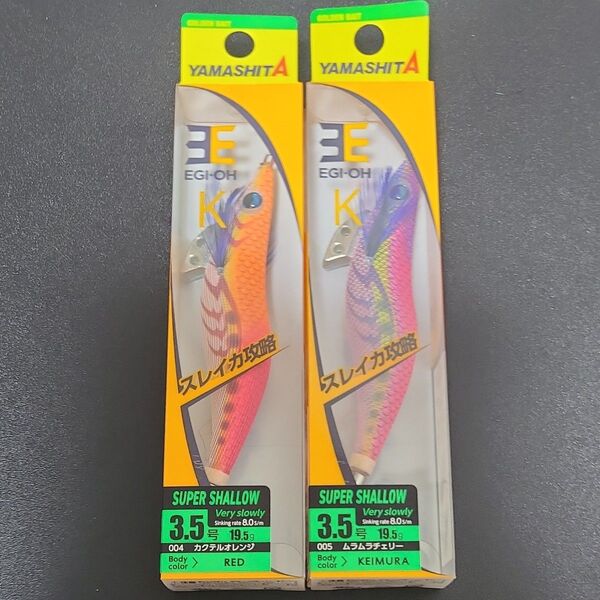 GOLDEN BAIT
YAMASHITA
EGI-OH
K
スレイカ攻略
SUPER SHALLOW
Very slowly
Sinking rate 8.0 s/m
3.5号 19.5g
004 カクテルオレンジ
Body color > RED
GOLDEN BAIT
YAMASHITA
EGI-OH
K
スレイカ攻略
SUPER SHALLOW
Very slowly
Sinking rate 8.0 s/m
3.5号 19.5g
005 ムラムラチェリー
Body color > KEIMURA